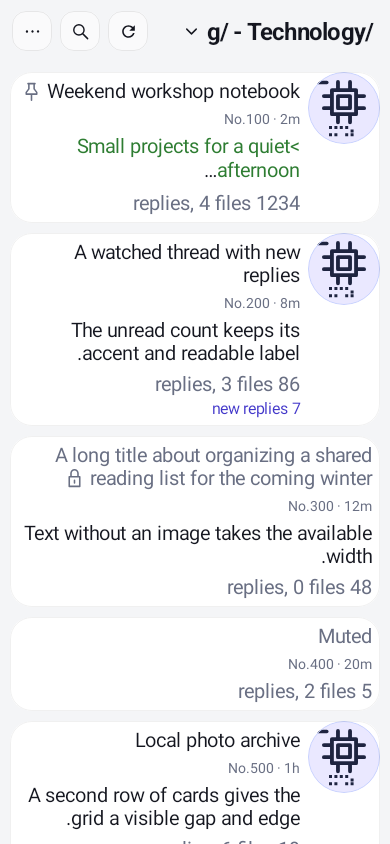 g/ - Technology/
Weekend workshop notebook
No.100 · 2m
Small projects for a quiet<
...afternoon
replies, 4 files 1234
A watched thread with new
replies
No.200 · 8m
The unread count keeps its
.accent and readable label
replies, 3 files 86
new replies 7
A long title about organizing a shared
reading list for the coming winter
No.300 · 12m
Text without an image takes the available
.width
replies, 0 files 48
Muted
No.400 · 20m
replies, 2 files 5
Local photo archive
No.500 · 1h
A second row of cards gives the
.grid a visible gap and edge